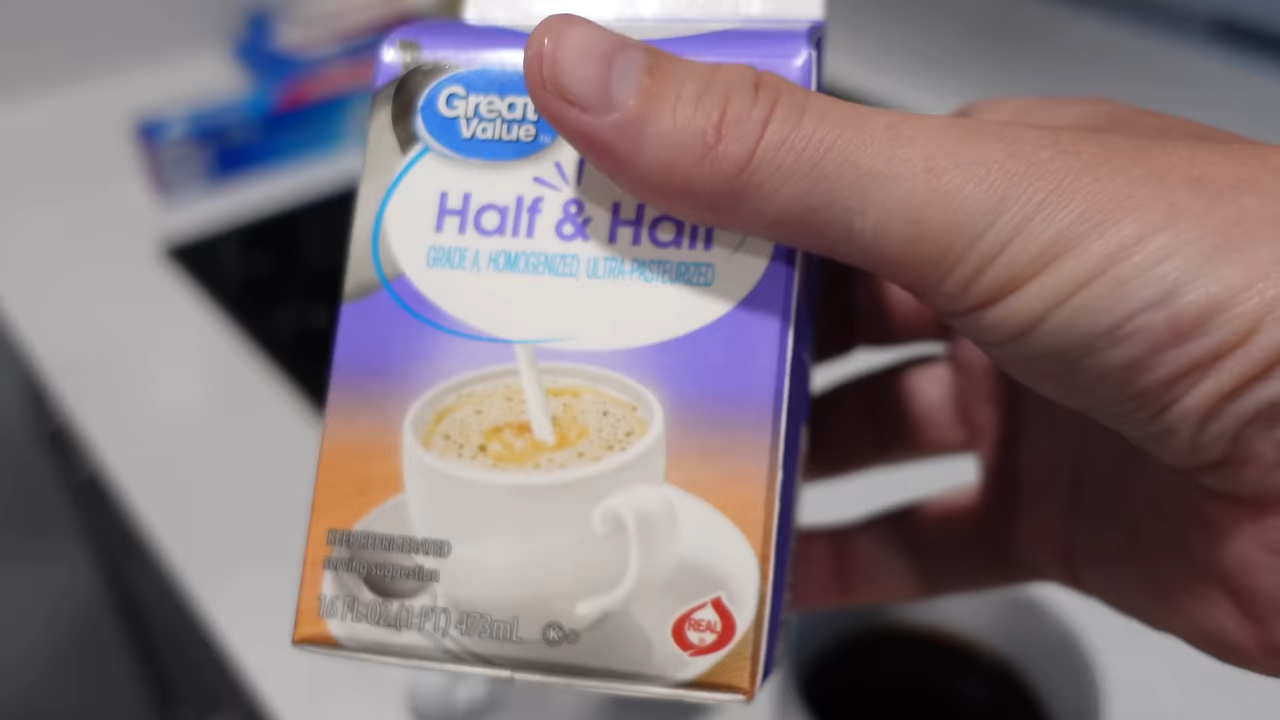 Great
Value
Half & Half
GRADE A, HOMOGENIZED, ULTRA-PASTEURIZED
KEEP REFRIGERATED
serving suggestion
16 FL OZ (1 PT) 473mL
K D
REAL